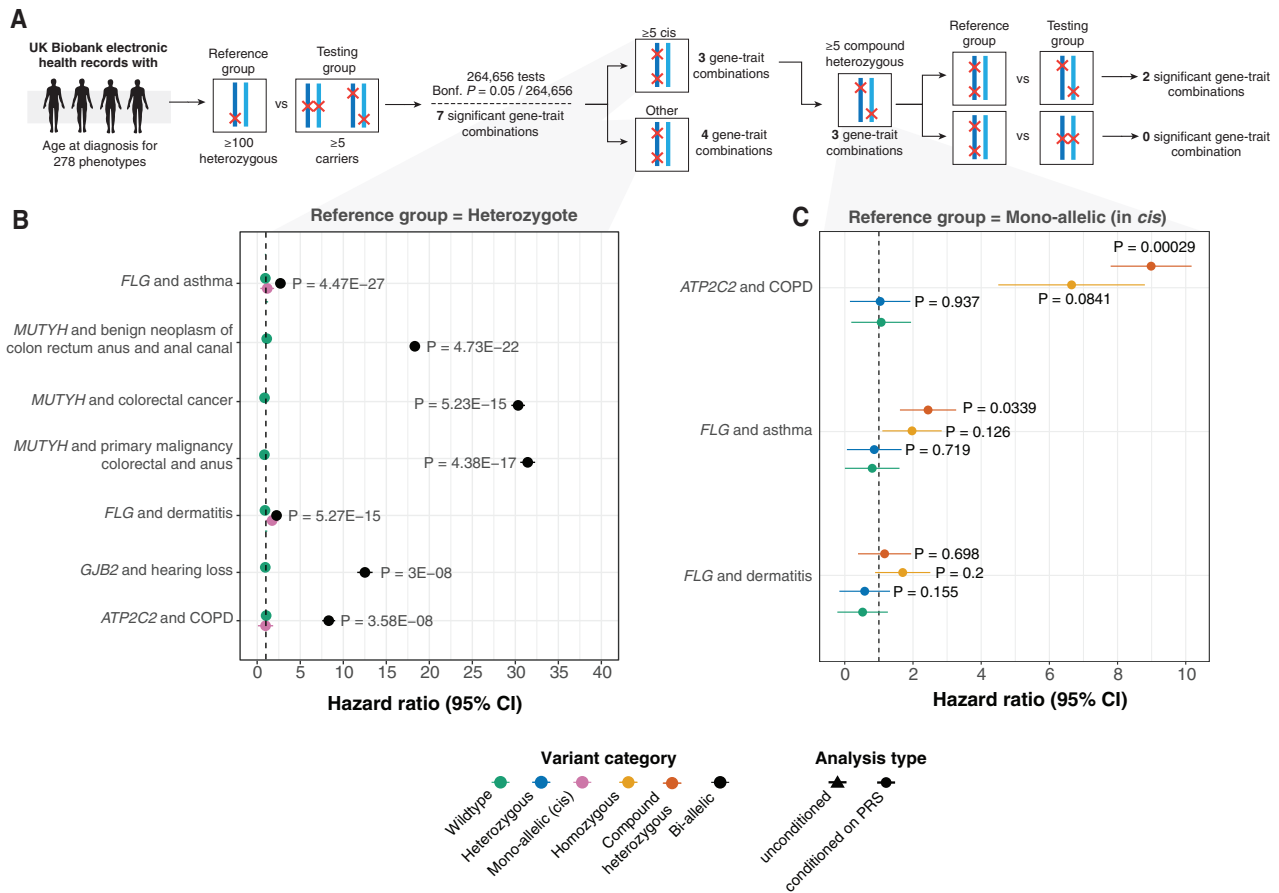 A
UK Biobank electronic
health records with
Age at diagnosis for
278 phenotypes
Reference
group
≥100
heterozygous
vs
Testing
group
≥5
carriers
264,656 tests
Bonf. P = 0.05 / 264,656
7 significant gene-trait
combinations
≥5 cis
3 gene-trait
combinations
Other
4 gene-trait
combinations
≥5 compound
heterozygous
3 gene-trait
combinations
Reference
group
Testing
group
vs
2 significant gene-trait
combinations
vs
0 significant gene-trait
combination
B
Reference group = Heterozygote
FLG and asthma
P = 4.47E−27
MUTYH and benign neoplasm of
colon rectum anus and anal canal
P = 4.73E−22
MUTYH and colorectal cancer
P = 5.23E−15
MUTYH and primary malignancy
colorectal and anus
P = 4.38E−17
FLG and dermatitis
P = 5.27E−15
GJB2 and hearing loss
P = 3E−08
ATP2C2 and COPD
P = 3.58E−08
0 5 10 15 20 25 30 35 40
Hazard ratio (95% CI)
C
Reference group = Mono-allelic (in cis)
P = 0.00029
ATP2C2 and COPD
P = 0.0841
P = 0.937
P = 0.0339
FLG and asthma
P = 0.126
P = 0.719
P = 0.698
FLG and dermatitis
P = 0.2
P = 0.155
0 2 4 6 8 10
Hazard ratio (95% CI)
Variant category
Wildtype
Heterozygous
Mono-allelic (cis)
Homozygous
Compound
heterozygous
Bi-allelic
Analysis type
unconditioned
conditioned on PRS